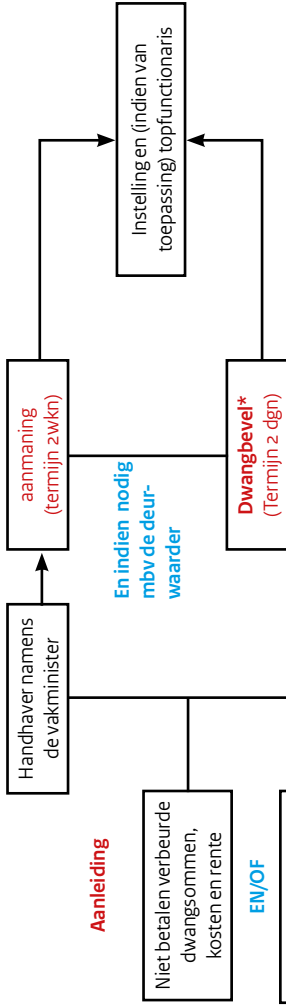 Aanleiding
Niet betalen verbeurde
dwangsommen,
kosten en rente
EN/OF
Handhaver namens
de vakminister
aanmaning
(termijn 2wkn)
En indien nodig
mbv de deur-
waarder
Dwangbevel*
(Termijn 2 dgn)
Instelling en (indien van
toepassing) topfunctionaris